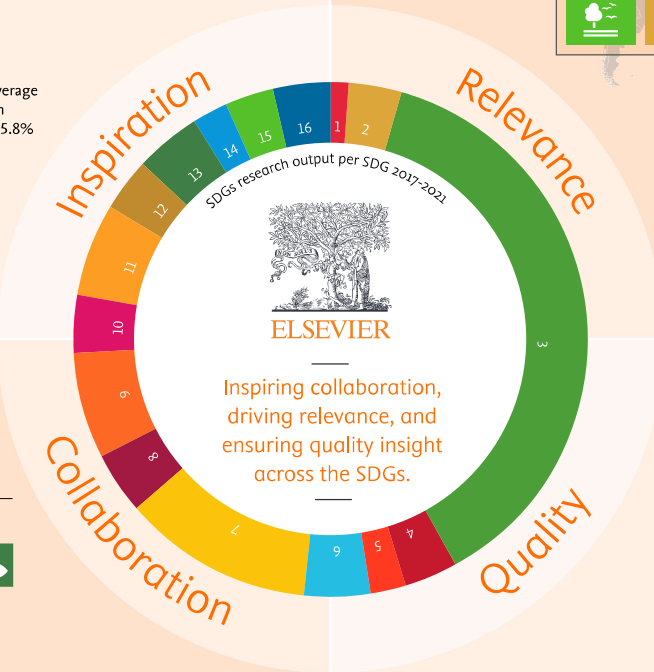 verage
5.8%
Inspiration
Relevance
Collaboration
Quality
SDGs research output per SDG 2017-2021
1
2
3
4
5
6
7
8
9
10
11
12
13
14
15
16
ELSEVIER
Inspiring collaboration,
driving relevance, and
ensuring quality insight
across the SDGs.